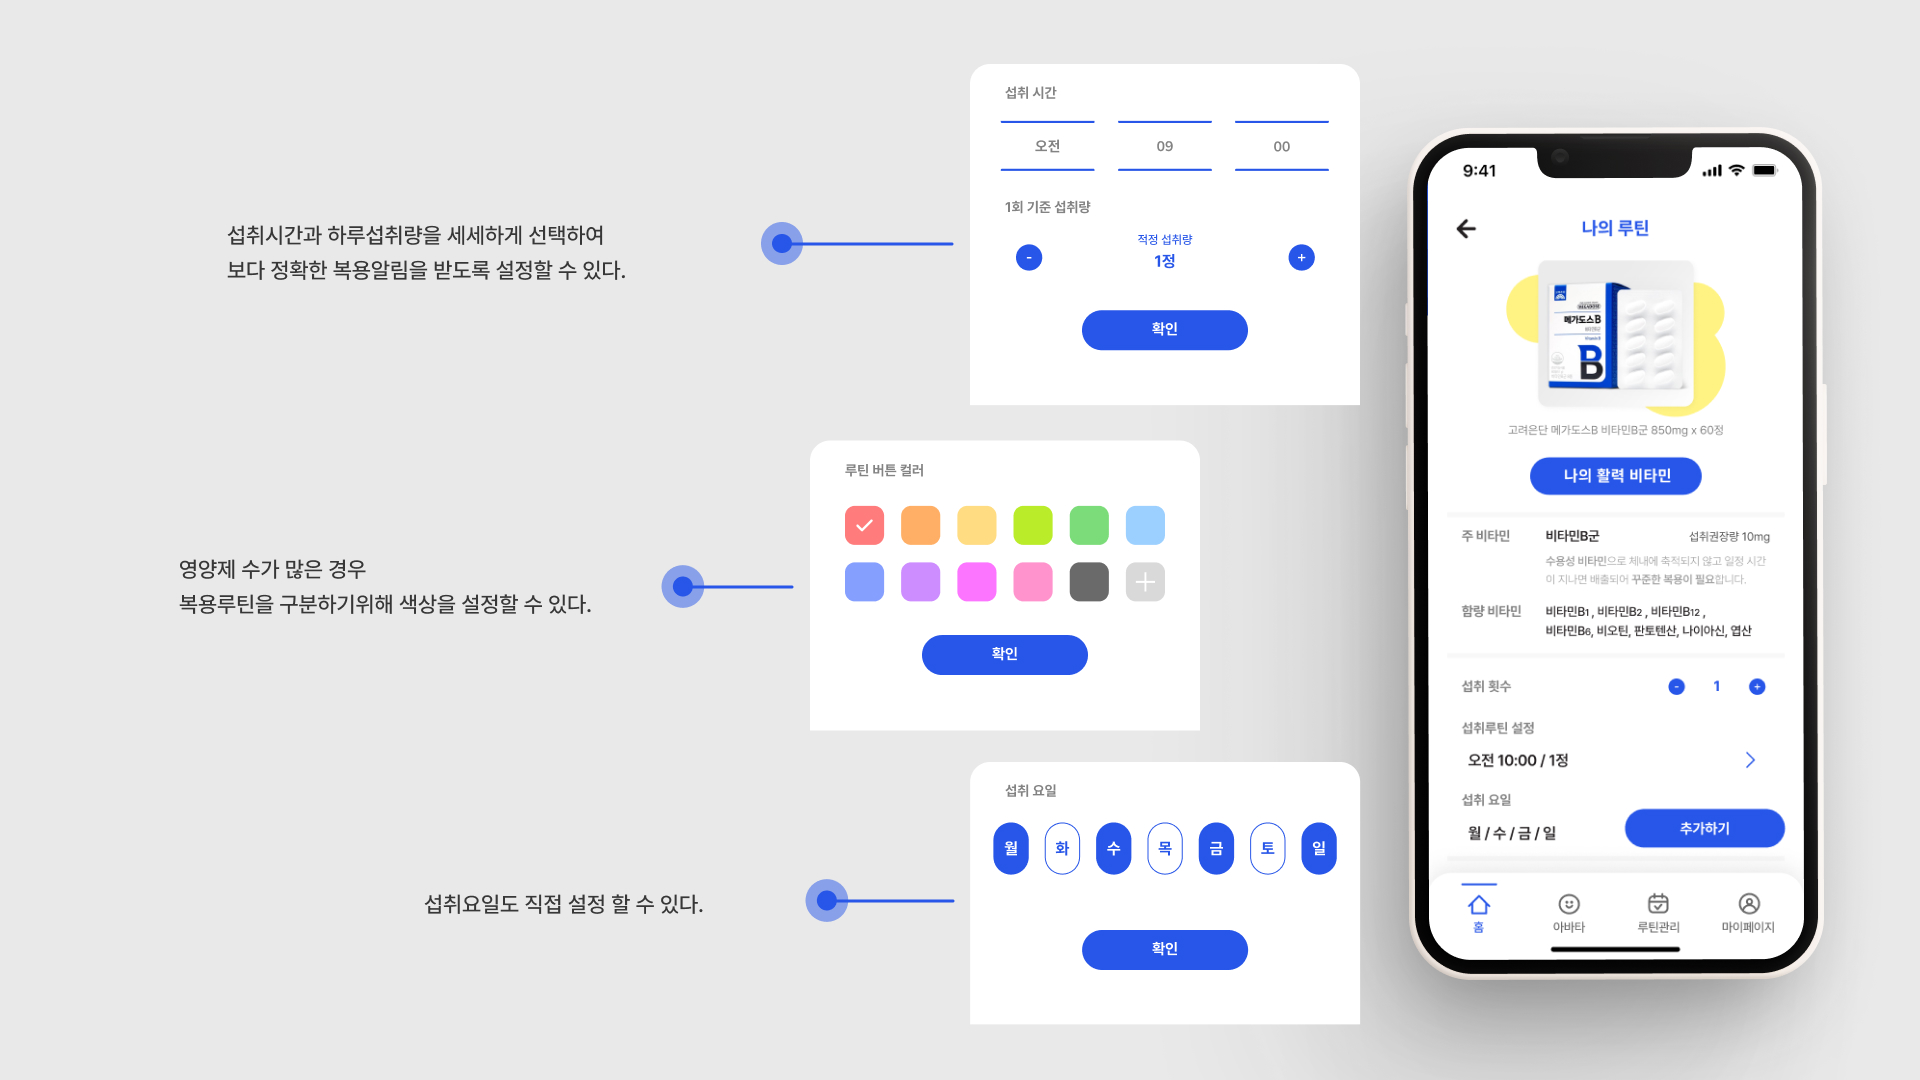 섭취시간과 하루섭취량을 세세하게 선택하여
보다 정확한 복용알림을 받도록 설정할 수 있다.
섭취 시간
오전 09 00
1회 기준 섭취량
적정 섭취량
- 1정 +
확인
영양제 수가 많은 경우
복용루틴을 구분하기위해 색상을 설정할 수 있다.
루틴 버튼 컬러
확인
섭취요일도 직접 설정 할 수 있다.
섭취 요일
월 화 수 목 금 토 일
확인
9:41
나의 루틴
메가도스B
B
고려은단 메가도스B 비타민B군 850mg x 60정
나의 활력 비타민
주 비타민 비타민B군 섭취권장량 10mg
수용성 비타민으로 체내에 축적되지 않고 일정 시간
이 지나면 배출되어 꾸준한 복용이 필요합니다.
함량 비타민 비타민B1 , 비타민B2 , 비타민B12 ,
비타민B6, 비오틴, 판토텐산, 나이아신, 엽산
섭취 횟수 - 1 +
섭취루틴 설정
오전 10:00 / 1정
섭취 요일
월 / 수 / 금 / 일
추가하기
홈 아바타 루틴관리 마이페이지